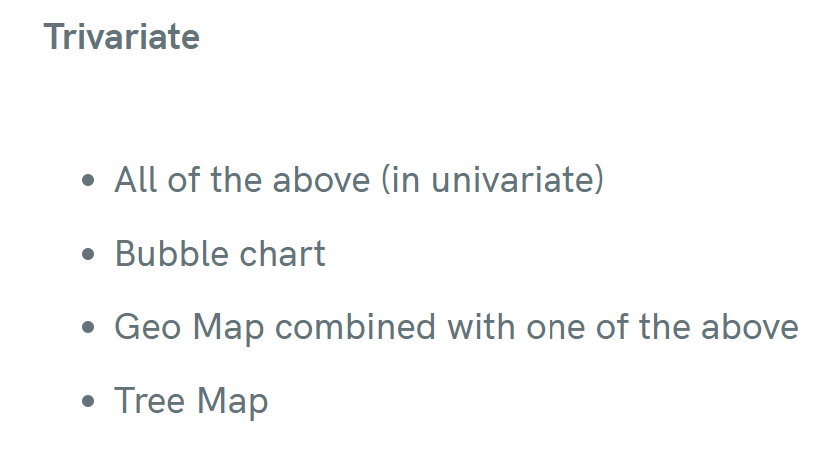 Trivariate
• All of the above (in univariate)
• Bubble chart
• Geo Map combined with one of the above
• Tree Map